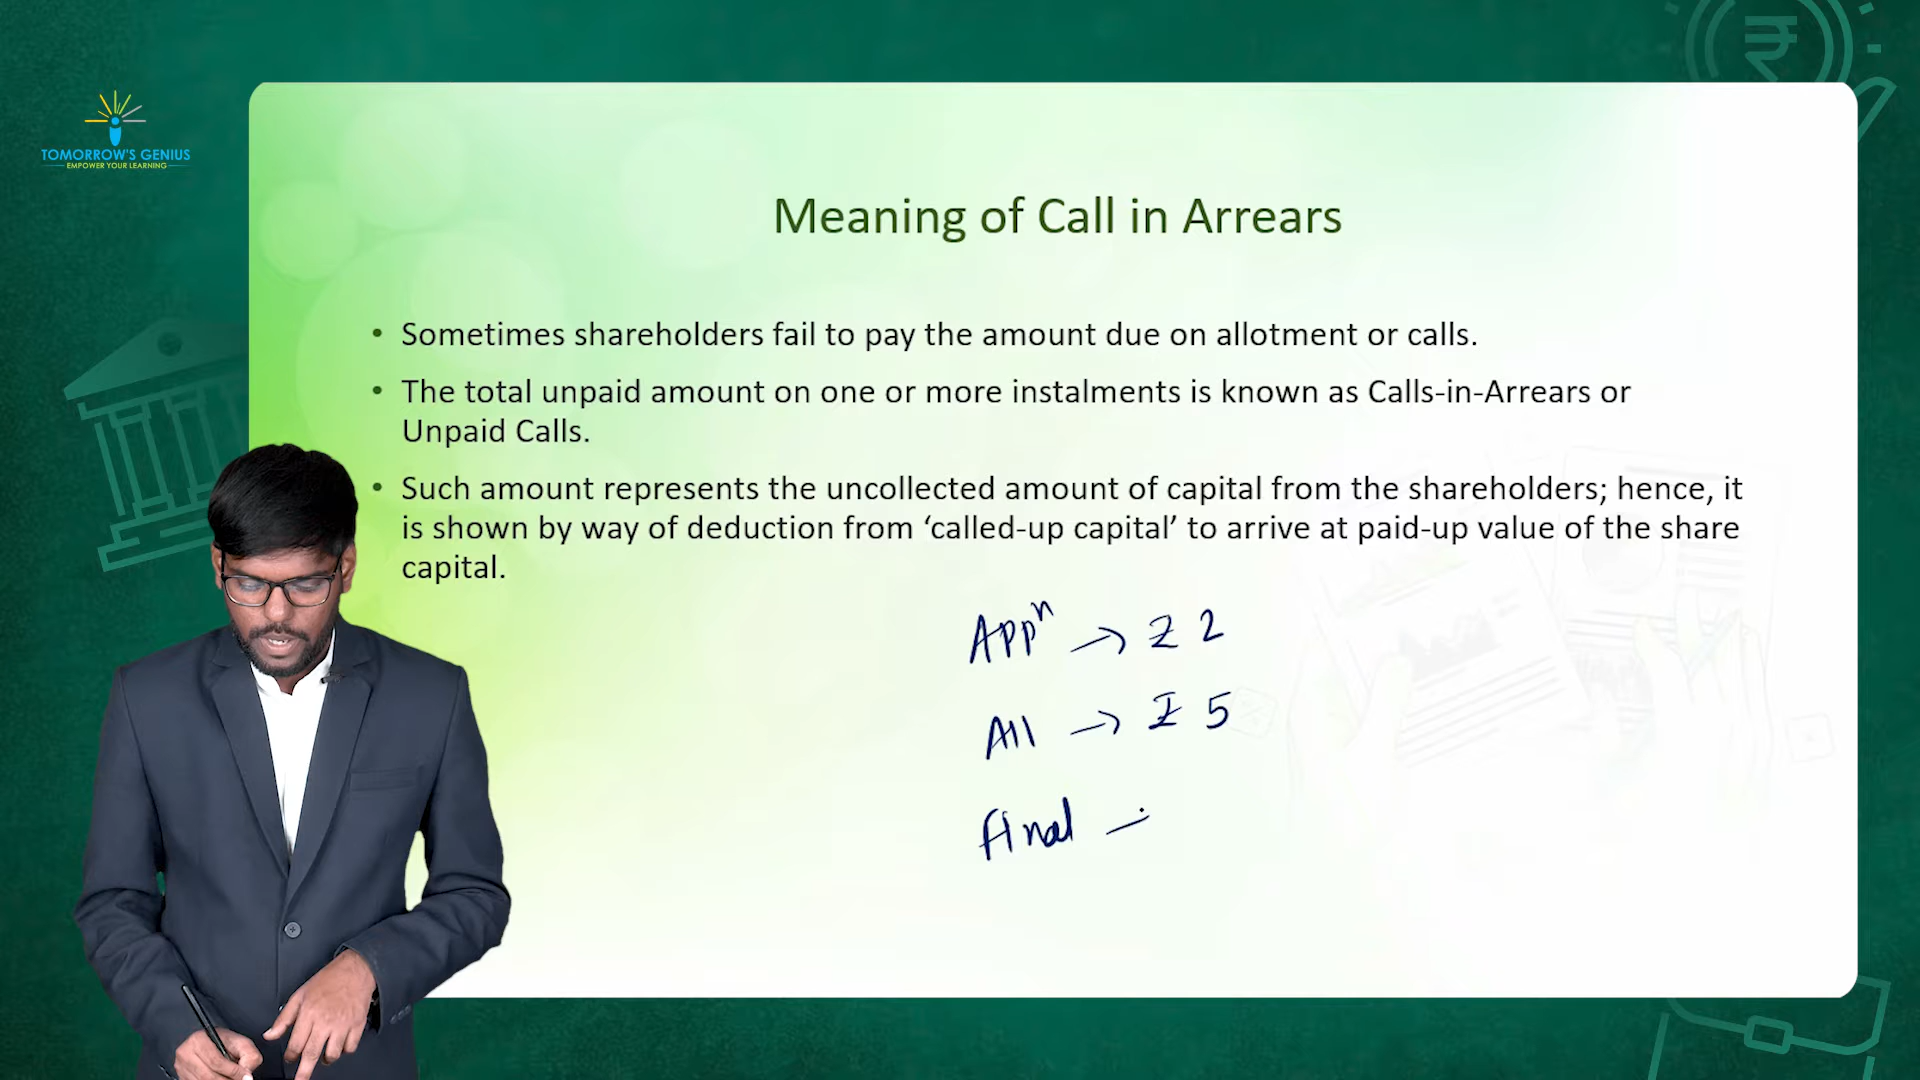 TOMORROW'S GENIUS
EMPOWER YOUR LEARNING
Meaning of Call in Arrears
• Sometimes shareholders fail to pay the amount due on allotment or calls.
• The total unpaid amount on one or more instalments is known as Calls-in-Arrears or
Unpaid Calls.
• Such amount represents the uncollected amount of capital from the shareholders; hence, it
is shown by way of deduction from ‘called-up capital’ to arrive at paid-up value of the share
capital.
Appⁿ → ₹ 2
All → ₹ 5
Final —
₹